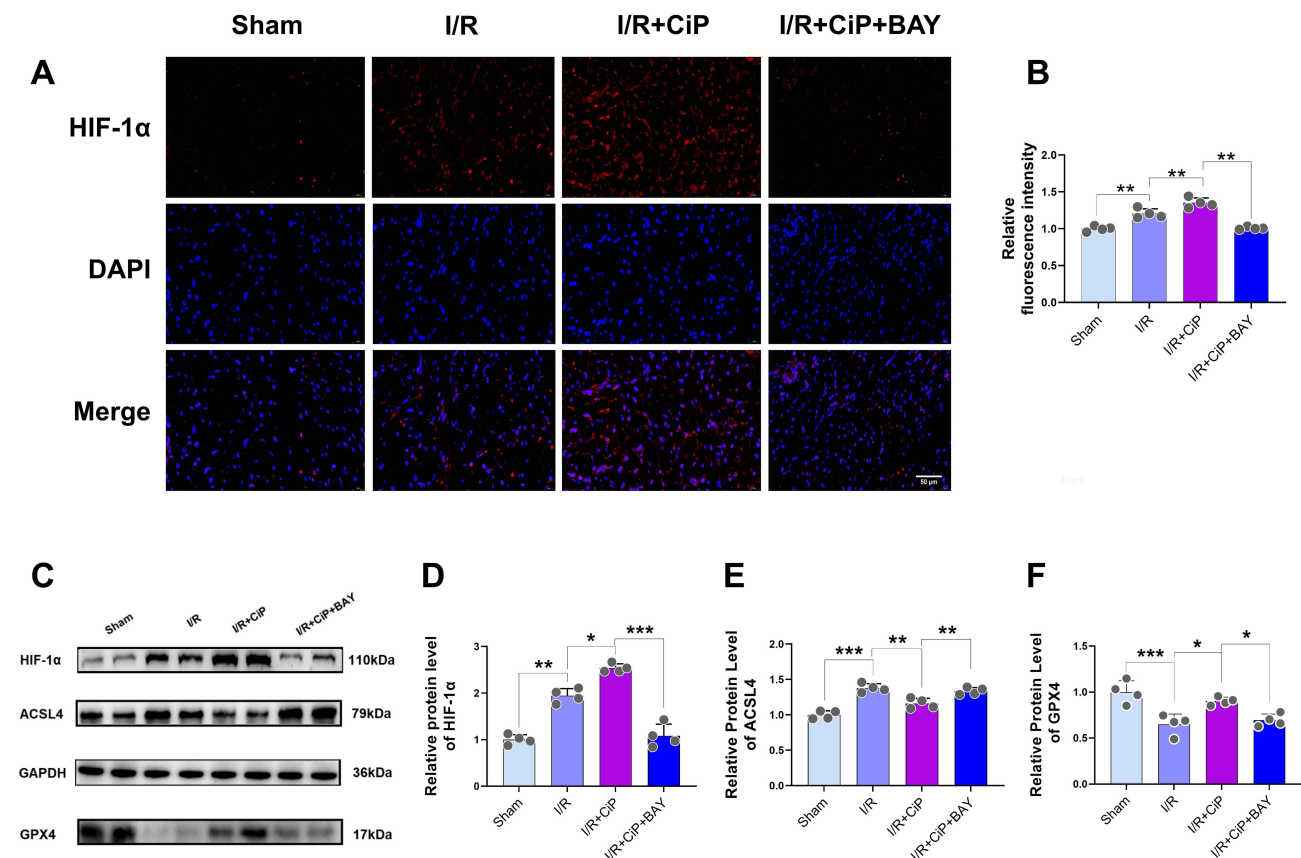 Sham I/R I/R+CiP I/R+CiP+BAY
A
HIF-1α
DAPI
Merge
50 μm
B
Relative
fluorescence intensity
2.0
1.5
1.0
0.5
0.0
** ** **
Sham I/R I/R+CiP I/R+CiP+BAY
50μm
C
Sham I/R I/R+CiP I/R+CiP+BAY
HIF-1α 110kDa
ACSL4 79kDa
GAPDH 36kDa
GPX4 17kDa
D
Relative protein level
of HIF-1α
3
2
1
0
** * ***
Sham I/R I/R+CiP I/R+CiP+BAY
E
Relative Protein Level
of ACSL4
2.0
1.5
1.0
0.5
0.0
*** ** **
Sham I/R I/R+CiP I/R+CiP+BAY
F
Relative Protein Level
of GPX4
1.5
1.0
0.5
0.0
*** * *
Sham I/R I/R+CiP I/R+CiP+BAY